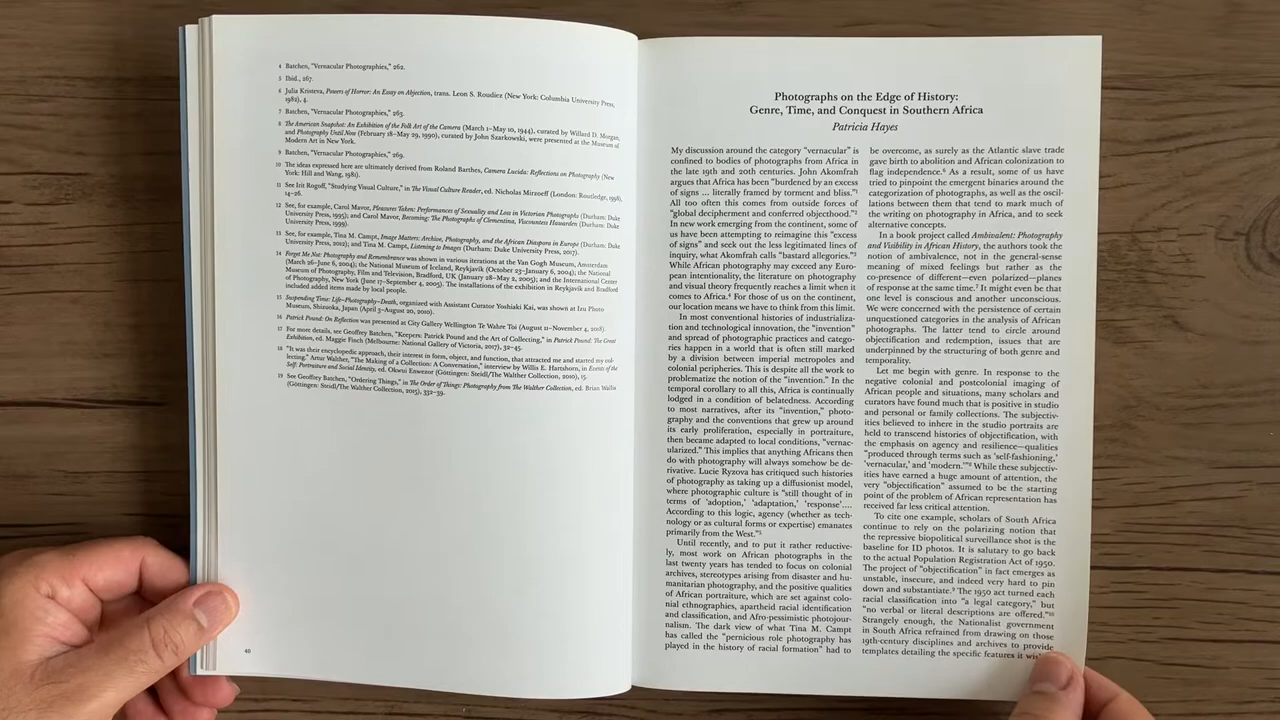 4 Batchen, "Vernacular Photographies," 262.
5 Ibid., 267.
6 Julia Kristeva, Powers of Horror: An Essay on Abjection, trans. Leon S. Roudiez (New York: Columbia University Press,
1982), 4.
7 Batchen, "Vernacular Photographies," 263.
8 The American Snapshot: An Exhibition of the Folk Art of the Camera (March 1–May 10, 1944), curated by Willard D. Morgan,
and Photography Until Now (February 18–May 29, 1990), curated by John Szarkowski, were presented at the Museum of
Modern Art in New York.
9 Batchen, "Vernacular Photographies," 269.
10 The ideas expressed here are ultimately derived from Roland Barthes, Camera Lucida: Reflections on Photography (New
York: Hill and Wang, 1981).
11 See Irit Rogoff, "Studying Visual Culture," in The Visual Culture Reader, ed. Nicholas Mirzoeff (London: Routledge, 1998),
14–26.
12 See, for example, Carol Mavor, Pleasures Taken: Performances of Sexuality and Loss in Victorian Photographs (Durham: Duke
University Press, 1995); and Carol Mavor, Becoming: The Photographs of Clementina, Viscountess Hawarden (Durham: Duke
University Press, 1999).
13 See, for example, Tina M. Campt, Image Matters: Archive, Photography, and the African Diaspora in Europe (Durham: Duke
University Press, 2012); and Tina M. Campt, Listening to Images (Durham: Duke University Press, 2017).
14 Forget Me Not: Photography and Remembrance was shown in various iterations at the Van Gogh Museum, Amsterdam
(March 26–June 6, 2004); the National Museum of Iceland, Reykjavík (October 23–January 6, 2004); the National
Museum of Photography, Film and Television, Bradford, UK (January 28–May 2, 2005); and the International Center
of Photography, New York (June 17–September 4, 2005). The installations of the exhibition in Reykjavík and Bradford
included added items made by local people.
15 Suspending Time: Life–Photography–Death, organized with Assistant Curator Yoshiaki Kai, was shown at Izu Photo
Museum, Shizuoka, Japan (April 3–August 20, 2010).
16 Patrick Pound: On Reflection was presented at City Gallery Wellington Te Whare Toi (August 11–November 4, 2018).
17 For more details, see Geoffrey Batchen, "Keepers: Patrick Pound and the Art of Collecting," in Patrick Pound: The Great
Exhibition, ed. Maggie Finch (Melbourne: National Gallery of Victoria, 2017), 32–45.
18 "It was their encyclopedic approach, their interest in form, object, and function, that attracted me and started my col-
lecting." Artur Walther, "The Making of a Collection: A Conversation," interview by Willis E. Hartshorn, in Events of the
Self: Portraiture and Social Identity, ed. Okwui Enwezor (Göttingen: Steidl/The Walther Collection, 2010), 15.
19 See Geoffrey Batchen, "Ordering Things," in The Order of Things: Photography from The Walther Collection, ed. Brian Wallis
(Göttingen: Steidl/The Walther Collection, 2015), 332–39.
40
Photographs on the Edge of History:
Genre, Time, and Conquest in Southern Africa
Patricia Hayes
My discussion around the category "vernacular" is
confined to bodies of photographs from Africa in
the late 19th and 20th centuries. John Akomfrah
argues that Africa has been "burdened by an excess
of signs ... literally framed by torment and bliss."1
All too often this comes from outside forces of
"global decipherment and conferred objecthood."2
In new work emerging from the continent, some of
us have been attempting to reimagine this "excess
of signs" and seek out the less legitimated lines of
inquiry, what Akomfrah calls "bastard allegories."3
While African photography may exceed any Euro-
pean intentionality, the literature on photography
and visual theory frequently reaches a limit when it
comes to Africa.4 For those of us on the continent,
our location means we have to think from this limit.
In most conventional histories of industrializa-
tion and technological innovation, the "invention"
and spread of photographic practices and catego-
ries happen in a world that is often still marked
by a division between imperial metropoles and
colonial peripheries. This is despite all the work to
problematize the notion of the "invention." In the
temporal corollary to all this, Africa is continually
lodged in a condition of belatedness. According
to most narratives, after its "invention," photo-
graphy and the conventions that grew up around
its early proliferation, especially in portraiture,
then became adapted to local conditions, "vernac-
ularized." This implies that anything Africans then
do with photography will always somehow be de-
rivative. Lucie Ryzova has critiqued such histories
of photography as taking up a diffusionist model,
where photographic culture is "still thought of in
terms of 'adoption,' 'adaptation,' 'response'....
According to this logic, agency (whether as tech-
nology or as cultural forms or expertise) emanates
primarily from the West."5
Until recently, and to put it rather reductive-
ly, most work on African photographs in the
last twenty years has tended to focus on colonial
archives, stereotypes arising from disaster and hu-
manitarian photography, and the positive qualities
of African portraiture, which are set against colo-
nial ethnographies, apartheid racial identification
and classification, and Afro-pessimistic photojour-
nalism. The dark view of what Tina M. Campt
has called the "pernicious role photography has
played in the history of racial formation" had to
be overcome, as surely as the Atlantic slave trade
gave birth to abolition and African colonization to
flag independence.6 As a result, some of us have
tried to pinpoint the emergent binaries around the
categorization of photography, as well as the oscil-
lations between them that tend to mark much of
the writing on photography in Africa, and to seek
alternative concepts.
In a book project called Ambivalent: Photography
and Visibility in African History, the authors took the
notion of ambivalence, not in the general-sense
meaning of mixed feelings but rather as the
co-presence of different—even polarized—planes
of response at the same time.7 It might even be that
one level is conscious and another unconscious.
We were concerned with the persistence of certain
unquestioned categories in the analysis of African
photographs. The latter tend to circle around
objectification and redemption, issues that are
underpinned by the structuring of both genre and
temporality.
Let me begin with genre. In response to the
negative colonial and postcolonial imaging of
African people and situations, many scholars and
curators have found much that is positive in studio
and personal or family collections. The subjectiv-
ities believed to inhere in the studio portraits are
held to transcend histories of objectification, with
the emphasis on agency and resilience—qualities
"produced through terms such as 'self-fashioning,'
'vernacular,' and 'modern.'"8 While these subjectiv-
ities have earned a huge amount of attention, the
very "objectification" assumed to be the starting
point of the problem of African representation has
received far less critical attention.
To cite one example, scholars of South Africa
continue to rely on the polarizing notion that
the repressive biopolitical surveillance shot is the
baseline for ID photos. It is salutary to go back
to the actual Population Registration Act of 1950.
The project of "objectification" in fact emerges as
unstable, insecure, and indeed very hard to pin
down and substantiate.9 The 1950 act turned each
racial classification into "a legal category," but
"no verbal or literal descriptions are offered."10
Strangely enough, the Nationalist government
in South Africa refrained from drawing on those
19th-century disciplines and archives to provide
templates detailing the specific features it